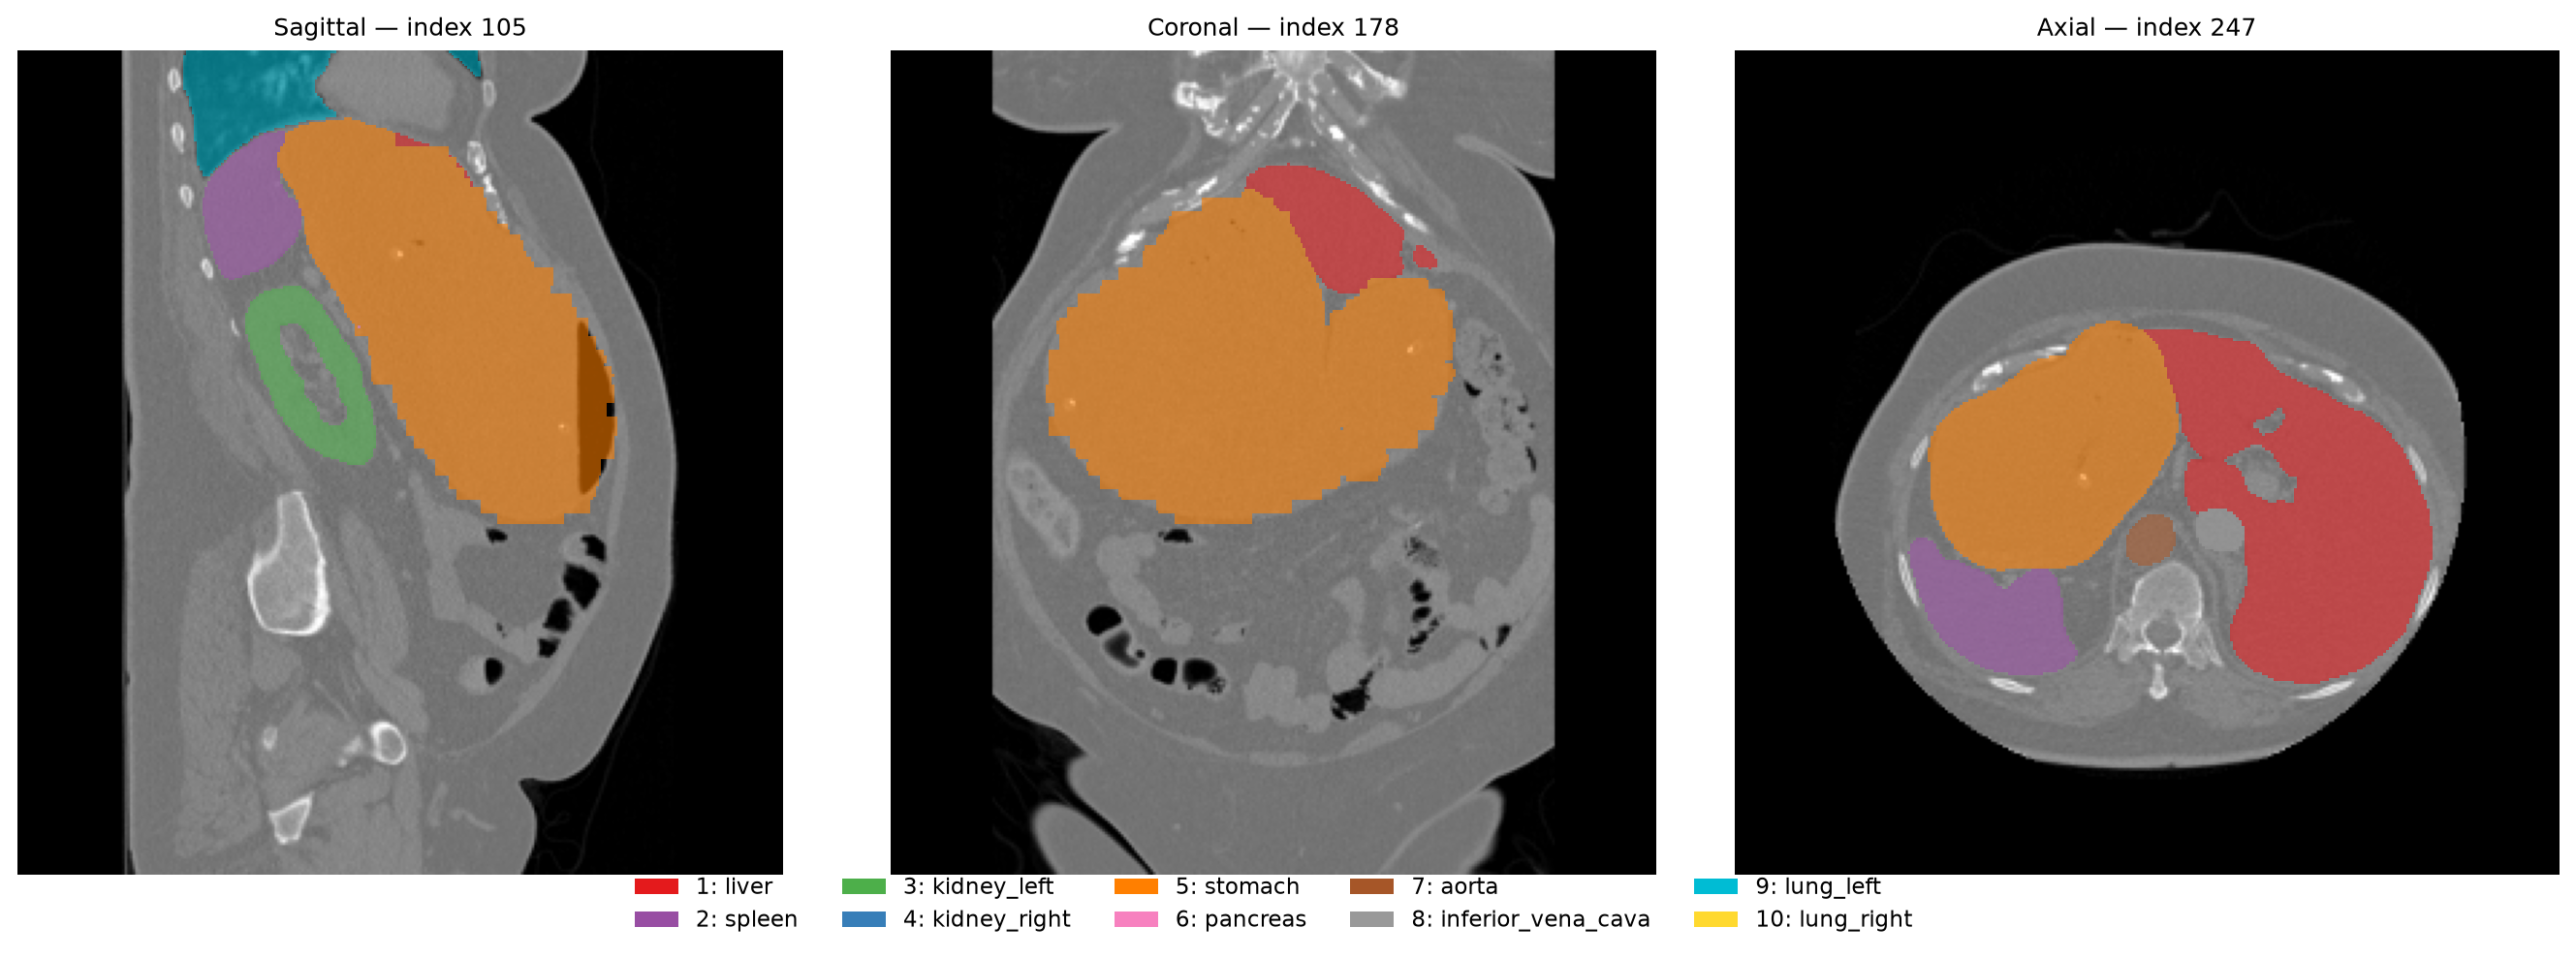 Sagittal — index 105
Coronal — index 178
Axial — index 247
1: liver
2: spleen
3: kidney_left
4: kidney_right
5: stomach
6: pancreas
7: aorta
8: inferior_vena_cava
9: lung_left
10: lung_right